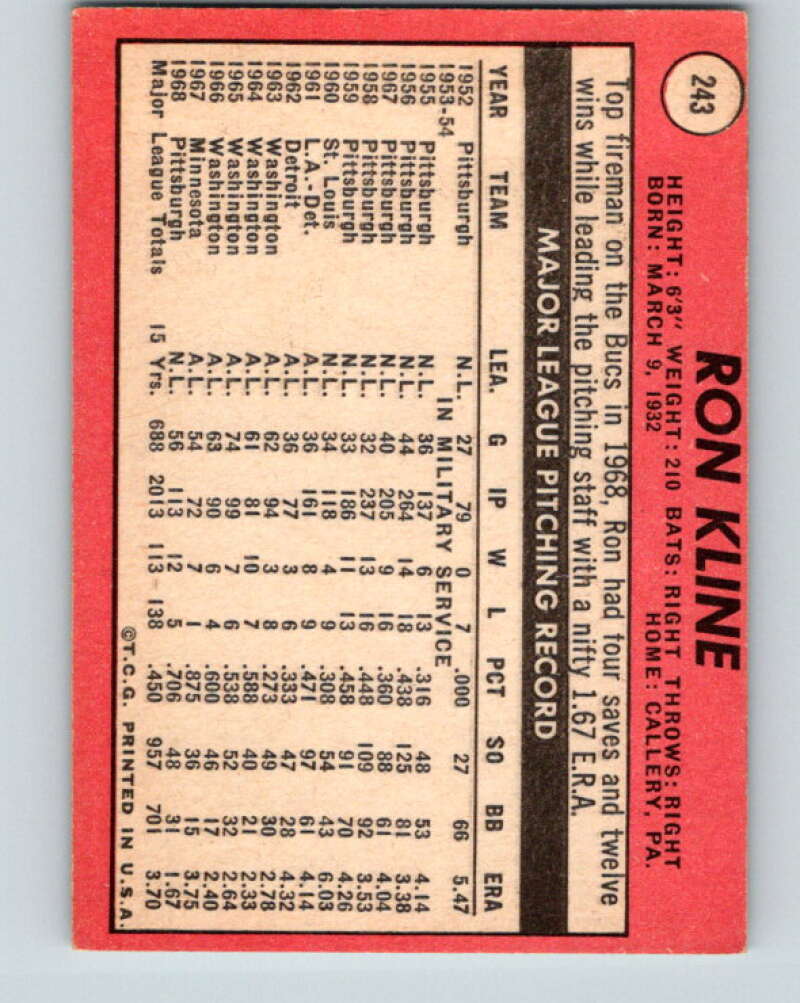 243
RON KLINE
HEIGHT: 6'3" WEIGHT: 210 BATS: RIGHT THROWS: RIGHT
BORN: MARCH 9, 1932 HOME: CALLERY, PA.
Top fireman on the Bucs in 1968, Ron had four saves and twelve
wins while leading the pitching staff with a nifty 1.67 E.R.A.
MAJOR LEAGUE PITCHING RECORD
YEAR TEAM LEA. G IP W L PCT SO BB ERA
1952 Pittsburgh N.L. 27 79 0 7 .000 27 66 5.47
1953-54 IN MILITARY SERVICE
1955 Pittsburgh N.L. 36 137 6 13 .316 48 53 4.14
1956 Pittsburgh N.L. 44 264 14 18 .438 125 81 3.38
1967 Pittsburgh N.L. 40 205 9 16 .360 88 61 4.04
1958 Pittsburgh N.L. 32 237 13 16 .448 109 92 3.53
1959 Pittsburgh N.L. 33 186 11 13 .458 91 70 4.26
1960 St. Louis N.L. 34 118 4 9 .308 54 43 6.03
1961 L.A.-Det. A.L. 36 161 8 9 .471 97 61 4.14
1962 Detroit A.L. 36 77 3 6 .333 47 28 4.32
1963 Washington A.L. 62 94 3 8 .273 49 30 2.78
1964 Washington A.L. 61 81 10 7 .588 40 21 2.33
1965 Washington A.L. 74 99 7 6 .538 52 32 2.64
1966 Washington A.L. 63 90 6 4 .600 46 17 2.40
1967 Minnesota A.L. 54 72 7 1 .875 36 15 3.75
1968 Pittsburgh N.L. 56 113 12 5 .706 48 31 1.67
Major League Totals 15 Yrs. 688 2013 113 138 .450 957 701 3.70
©T.C.G. PRINTED IN U.S.A.